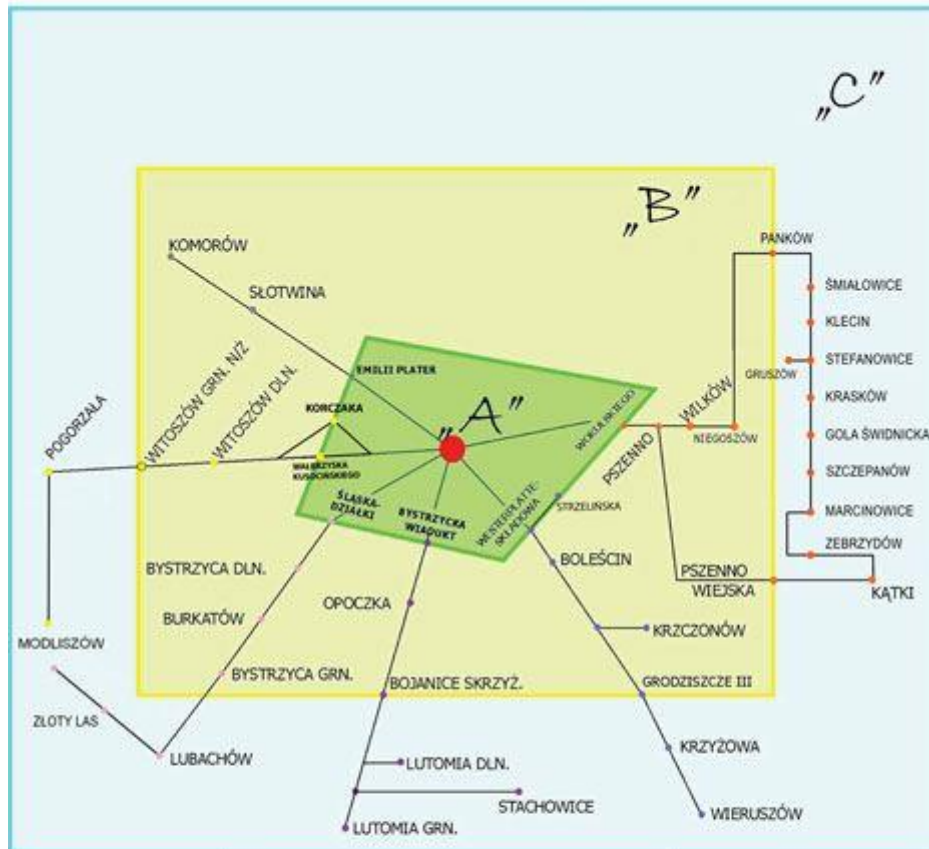 „C”
„B”
PANKÓW
KOMORÓW
ŚMIAŁOWICE
SŁOTWINA
KLECIN
STEFANOWICE
GRUSZÓW
EMILII PLATER
WITOSZÓW GRN. N/Ż
WITOSZÓW DLN.
KRASKÓW
POGORZAŁA
KORCZAKA
„A”
WOKULSKIEGO
WILKÓW
NIEGOSZÓW
PSZENNO
GOLA ŚWIDNICKA
WAŁBRZYSKA
KUSOCIŃSKIEGO
SZCZEPANÓW
ŚLĄSKA-
DZIAŁKI
BYSTRZYCKA
WIADUKT
WESTERPLATTE-
SKŁADOWA
STRZELIŃSKA
MARCINOWICE
ZEBRZYDÓW
BYSTRZYCA DLN.
BOLEŚCIN
PSZENNO
WIEJSKA
KĄTKI
OPOCZKA
BURKATÓW
KRZCZONÓW
MODLISZÓW
BYSTRZYCA GRN.
BOJANICE SKRZYŻ.
GRODZISZCZE III
ZŁOTY LAS
LUBACHÓW
KRZYŻOWA
LUTOMIA DLN.
STACHOWICE
WIERUSZÓW
LUTOMIA GRN.